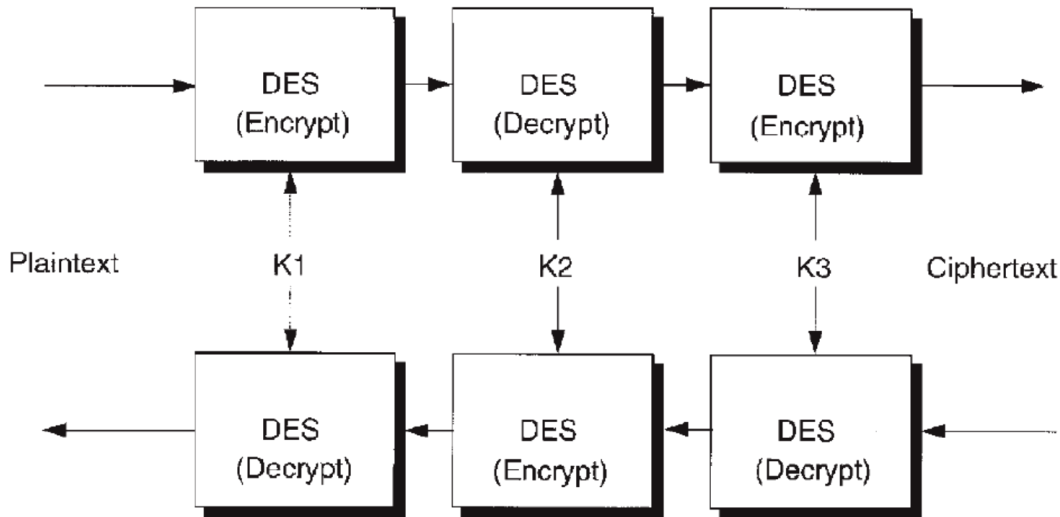 DES
(Encrypt)
DES
(Decrypt)
DES
(Encrypt)
Plaintext
K1
K2
K3
Ciphertext
DES
(Decrypt)
DES
(Encrypt)
DES
(Decrypt)